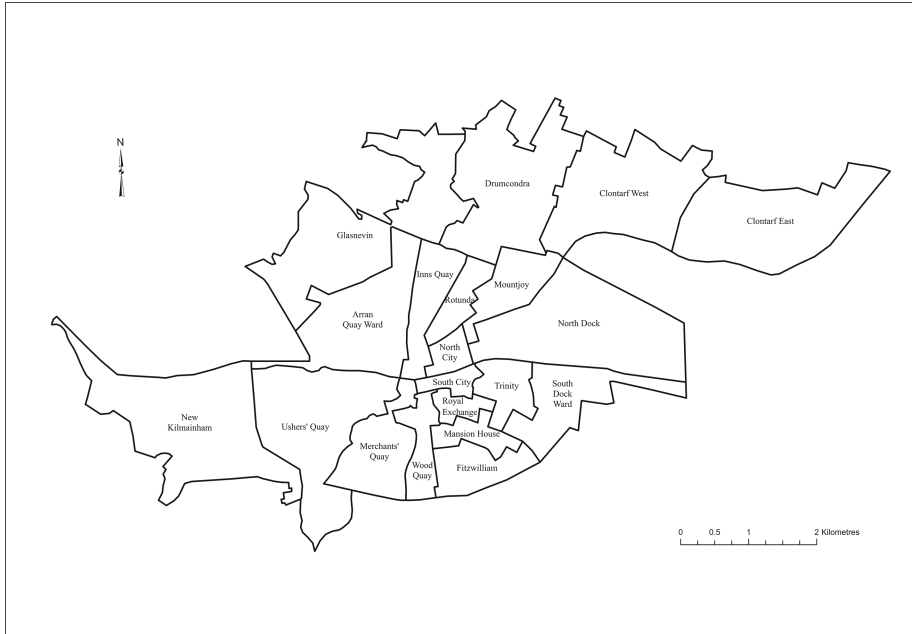 N
Drumcondra
Clontarf West
Clontarf East
Glasnevin
Inns Quay
Mountjoy
Rotunda
Arran
Quay Ward
North Dock
North
City
South City
Trinity
South
Dock
Ward
Royal
Exchange
New
Kilmainham
Ushers' Quay
Mansion House
Merchants'
Quay
Wood
Quay
Fitzwilliam
0 0.5 1 2 Kilometres